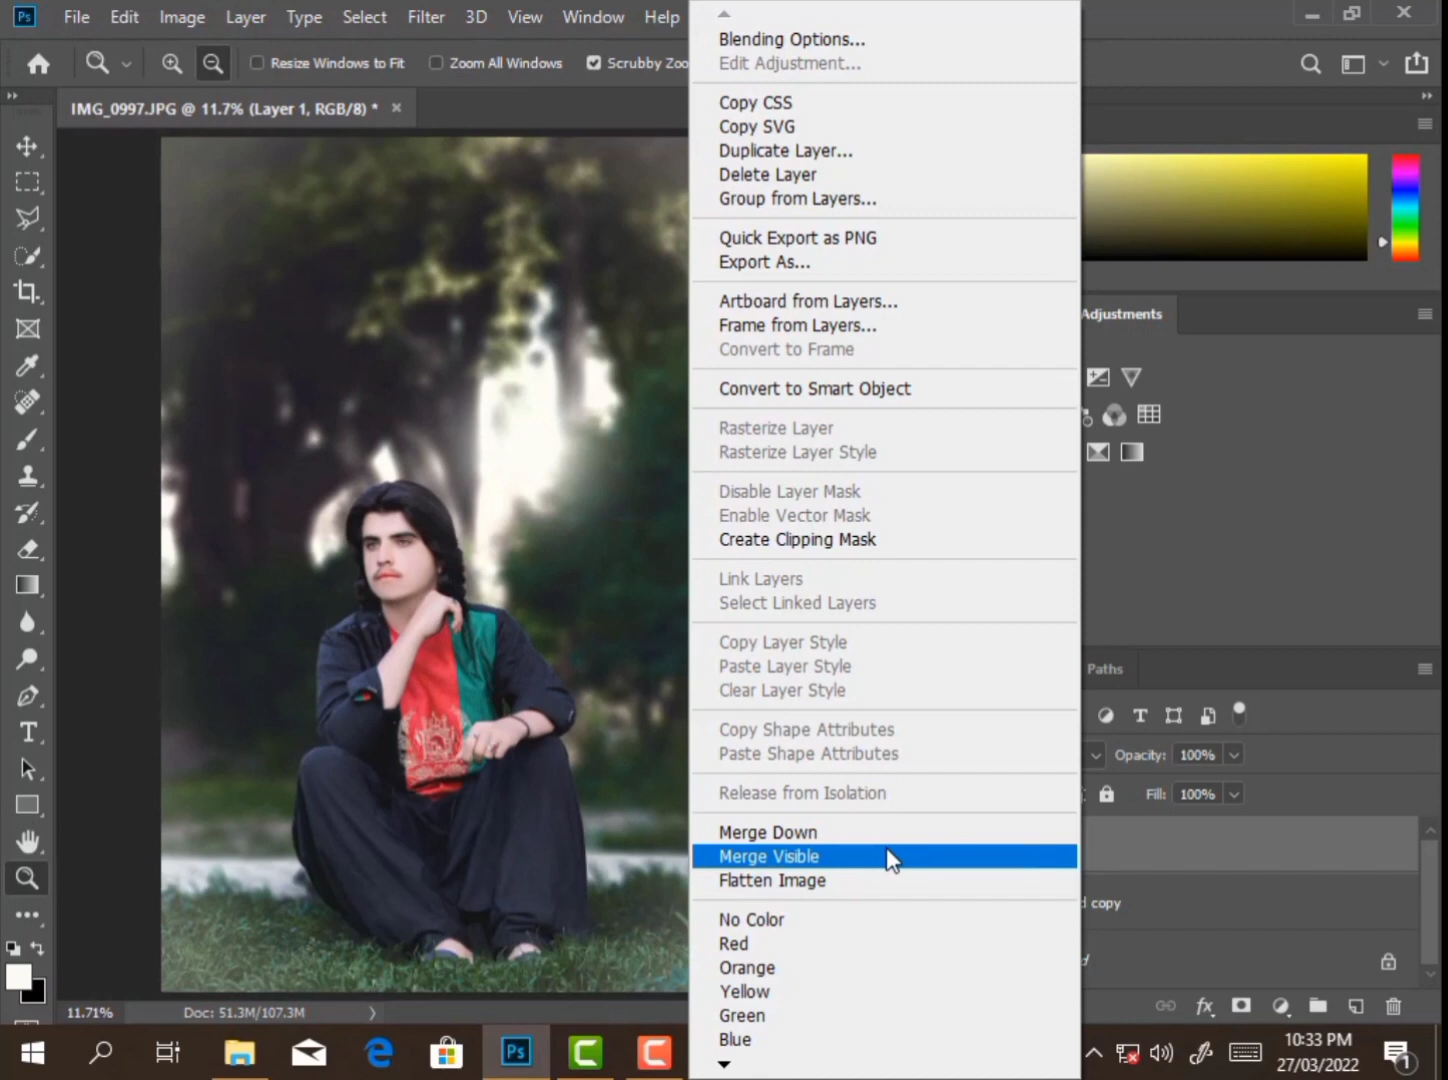 Ps File Edit Image Layer Type Select Filter 3D View Window Help
Resize Windows to Fit Zoom All Windows Scrubby Zoo
IMG_0997.JPG @ 11.7% (Layer 1, RGB/8) * ×
Blending Options...
Edit Adjustment...
Copy CSS
Copy SVG
Duplicate Layer...
Delete Layer
Group from Layers...
Quick Export as PNG
Export As...
Artboard from Layers...
Frame from Layers...
Convert to Frame
Convert to Smart Object
Rasterize Layer
Rasterize Layer Style
Disable Layer Mask
Enable Vector Mask
Create Clipping Mask
Link Layers
Select Linked Layers
Copy Layer Style
Paste Layer Style
Clear Layer Style
Copy Shape Attributes
Paste Shape Attributes
Release from Isolation
Merge Down
Merge Visible
Flatten Image
No Color
Red
Orange
Yellow
Green
Blue
Adjustments
Paths
Opacity: 100%
Fill: 100%
d copy
d
11.71% Doc: 51.3M/107.3M
Ps
10:33 PM
27/03/2022
1